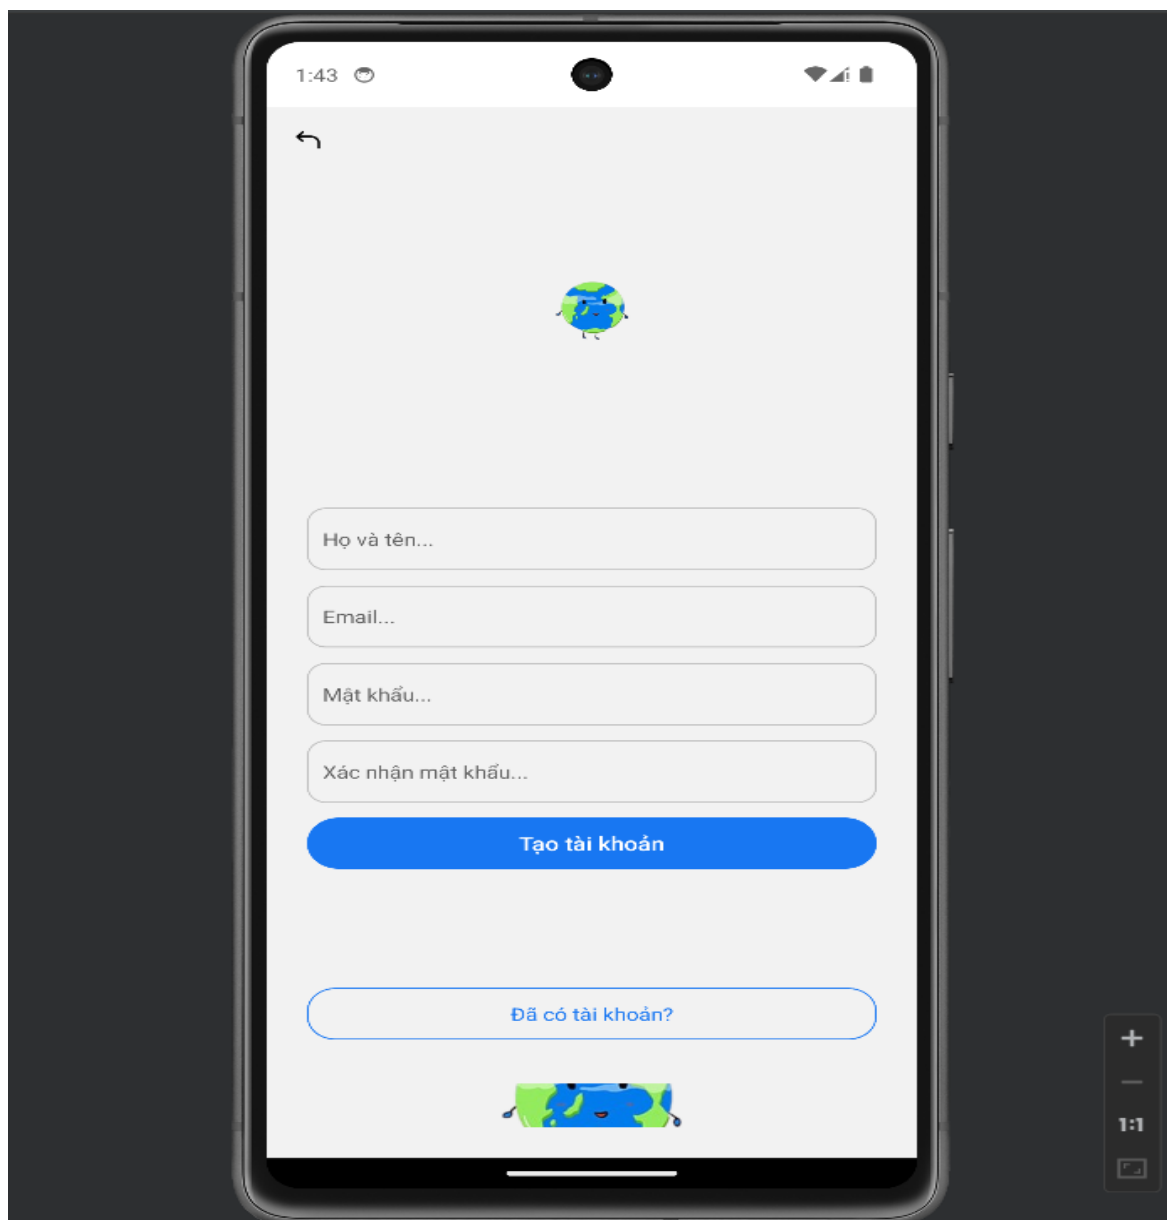 1:43
Họ và tên...
Email...
Mật khẩu...
Xác nhận mật khẩu...
Tạo tài khoản
Đã có tài khoản?
1:1